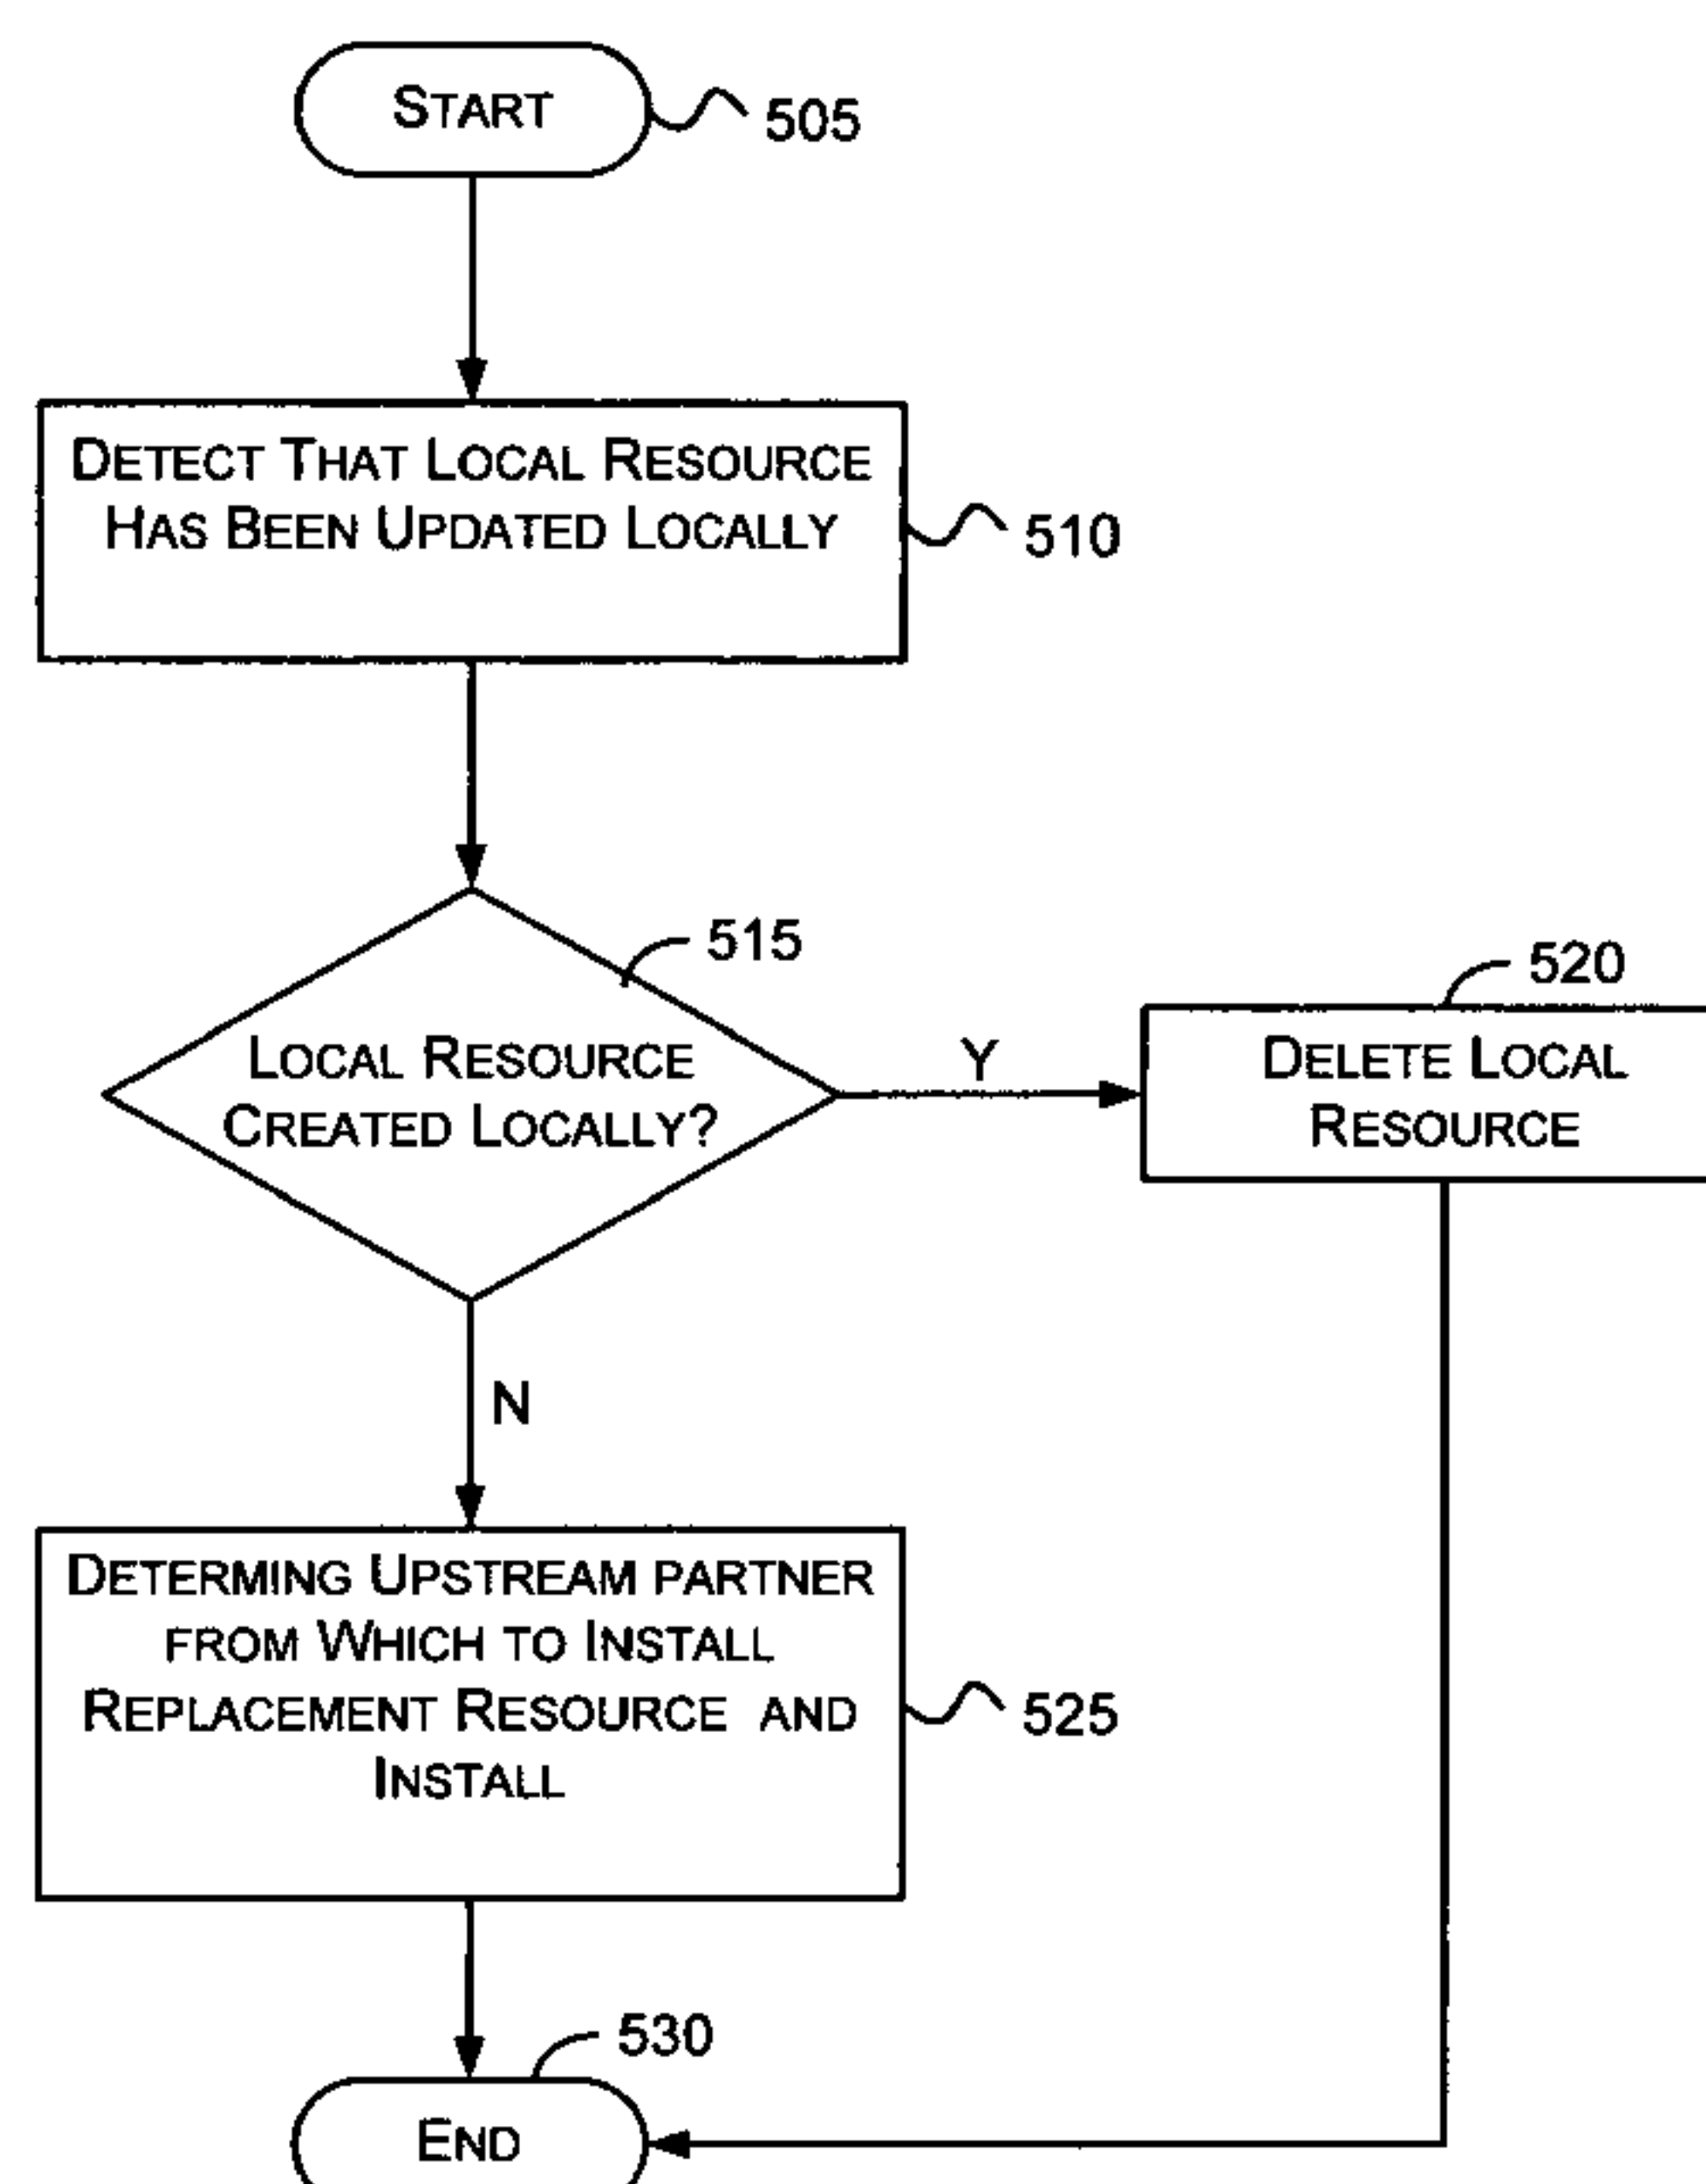 START
505
DETECT THAT LOCAL RESOURCE
HAS BEEN UPDATED LOCALLY
510
515
LOCAL RESOURCE
CREATED LOCALLY?
Y
520
DELETE LOCAL
RESOURCE
N
DETERMING UPSTREAM PARTNER
FROM WHICH TO INSTALL
REPLACEMENT RESOURCE AND
INSTALL
525
530
END